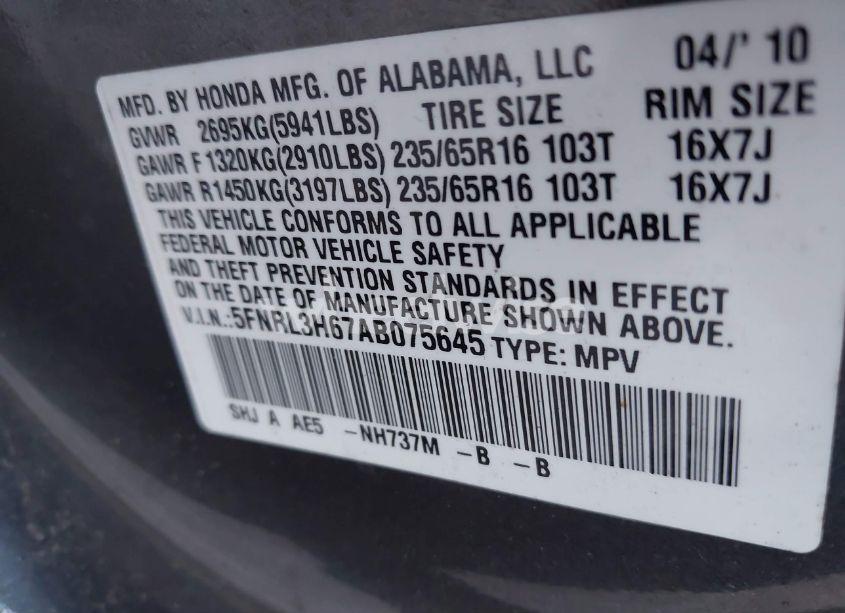 MFD. BY HONDA MFG. OF ALABAMA, LLC 04/' 10
GVWR 2695KG(5941LBS) TIRE SIZE RIM SIZE
GAWR F1320KG(2910LBS) 235/65R16 103T 16X7J
GAWR R1450KG(3197LBS) 235/65R16 103T 16X7J
THIS VEHICLE CONFORMS TO ALL APPLICABLE
FEDERAL MOTOR VEHICLE SAFETY
AND THEFT PREVENTION STANDARDS IN EFFECT
ON THE DATE OF MANUFACTURE SHOWN ABOVE.
V.I.N.:5FNRL3H67AB075645 TYPE: MPV
SHJ A AE5 -NH737M -B -B